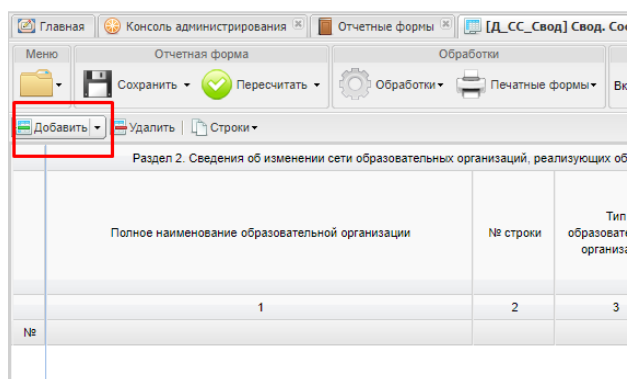 Главная Консоль администрирования Отчетные формы [Д_СС_Свод] Свод.
Меню Отчетная форма Обработки
Сохранить Пересчитать Обработки Печатные формы Вк
Добавить Удалить Строки
Раздел 2. Сведения об изменении сети образовательных организаций, реализующих об
Полное наименование образовательной организации
№ строки
Тип
образовате
организа
1 2 3
№